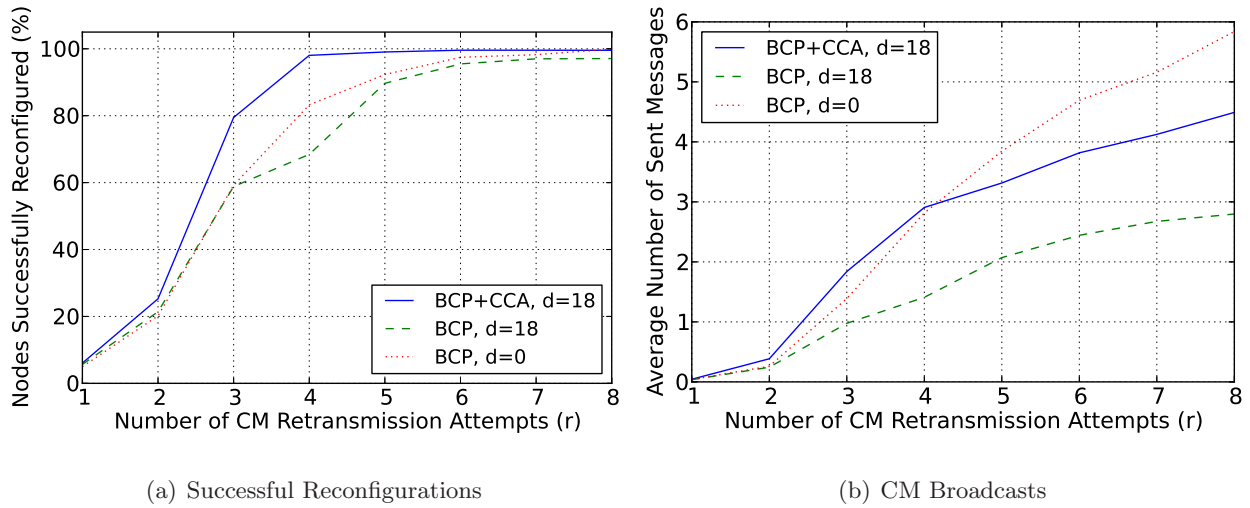 Nodes Successfully Reconfigured (%)
100
80
60
40
20
0
BCP+CCA, d=18
BCP, d=18
BCP, d=0
1 2 3 4 5 6 7 8
Number of CM Retransmission Attempts (r)
(a) Successful Reconfigurations
Average Number of Sent Messages
6
5
4
3
2
1
0
BCP+CCA, d=18
BCP, d=18
BCP, d=0
1 2 3 4 5 6 7 8
Number of CM Retransmission Attempts (r)
(b) CM Broadcasts